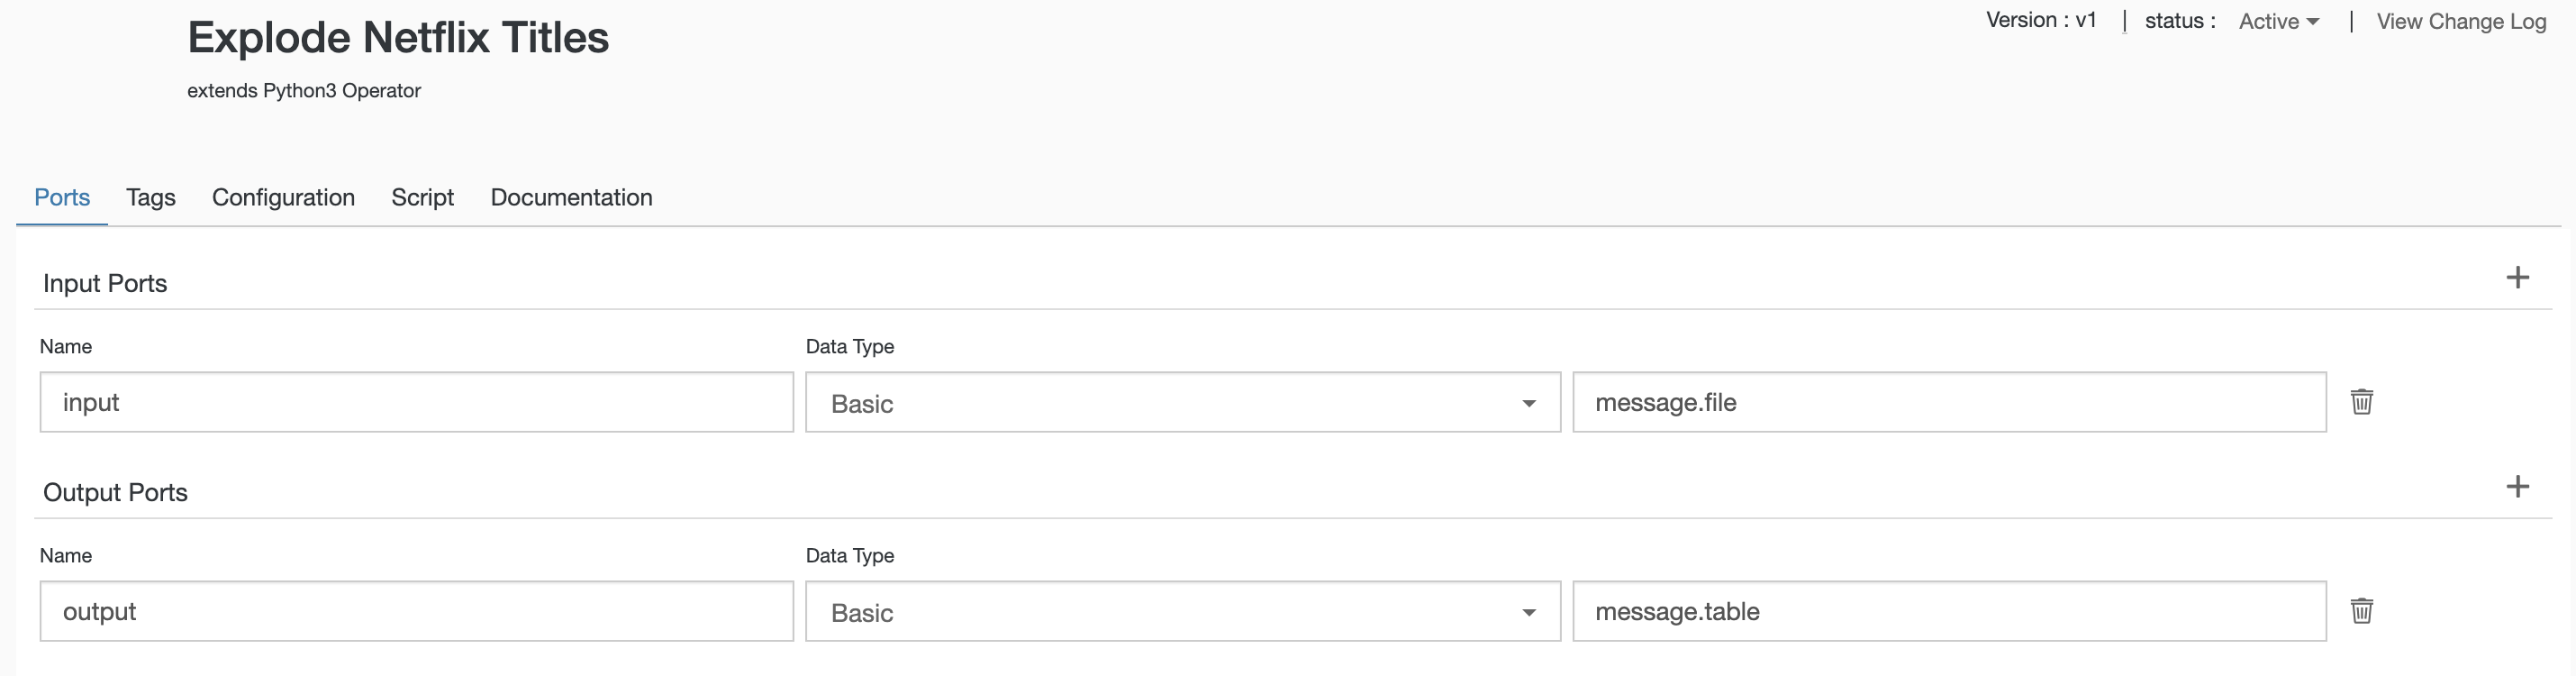 Explode Netflix Titles
extends Python3 Operator
Version : v1 | status : Active | View Change Log
Ports Tags Configuration Script Documentation
Input Ports
Name Data Type
input Basic message.file
Output Ports
Name Data Type
output Basic message.table